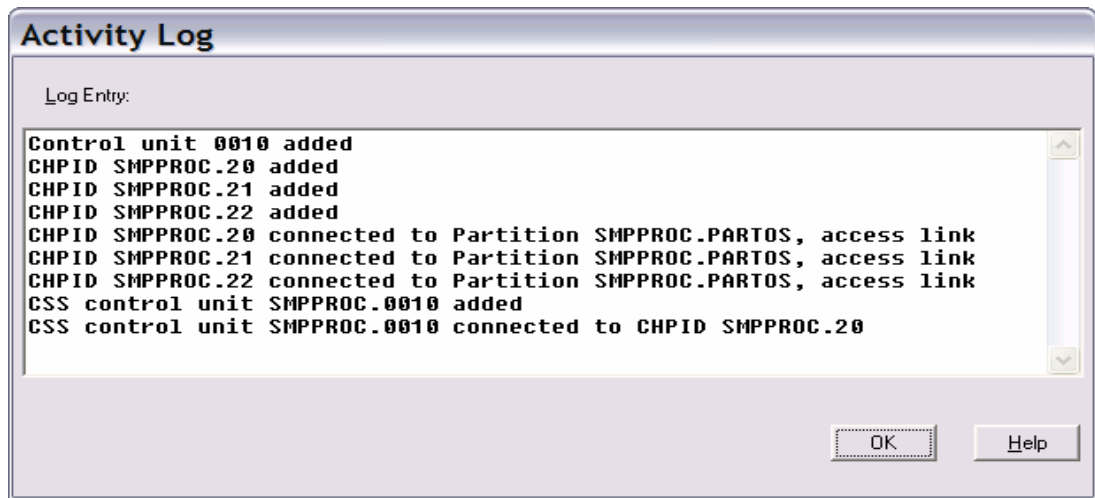 Activity Log
Log Entry:
Control unit 0010 added
CHPID SMPPROC.20 added
CHPID SMPPROC.21 added
CHPID SMPPROC.22 added
CHPID SMPPROC.20 connected to Partition SMPPROC.PARTOS, access link
CHPID SMPPROC.21 connected to Partition SMPPROC.PARTOS, access link
CHPID SMPPROC.22 connected to Partition SMPPROC.PARTOS, access link
CSS control unit SMPPROC.0010 added
CSS control unit SMPPROC.0010 connected to CHPID SMPPROC.20
OK Help